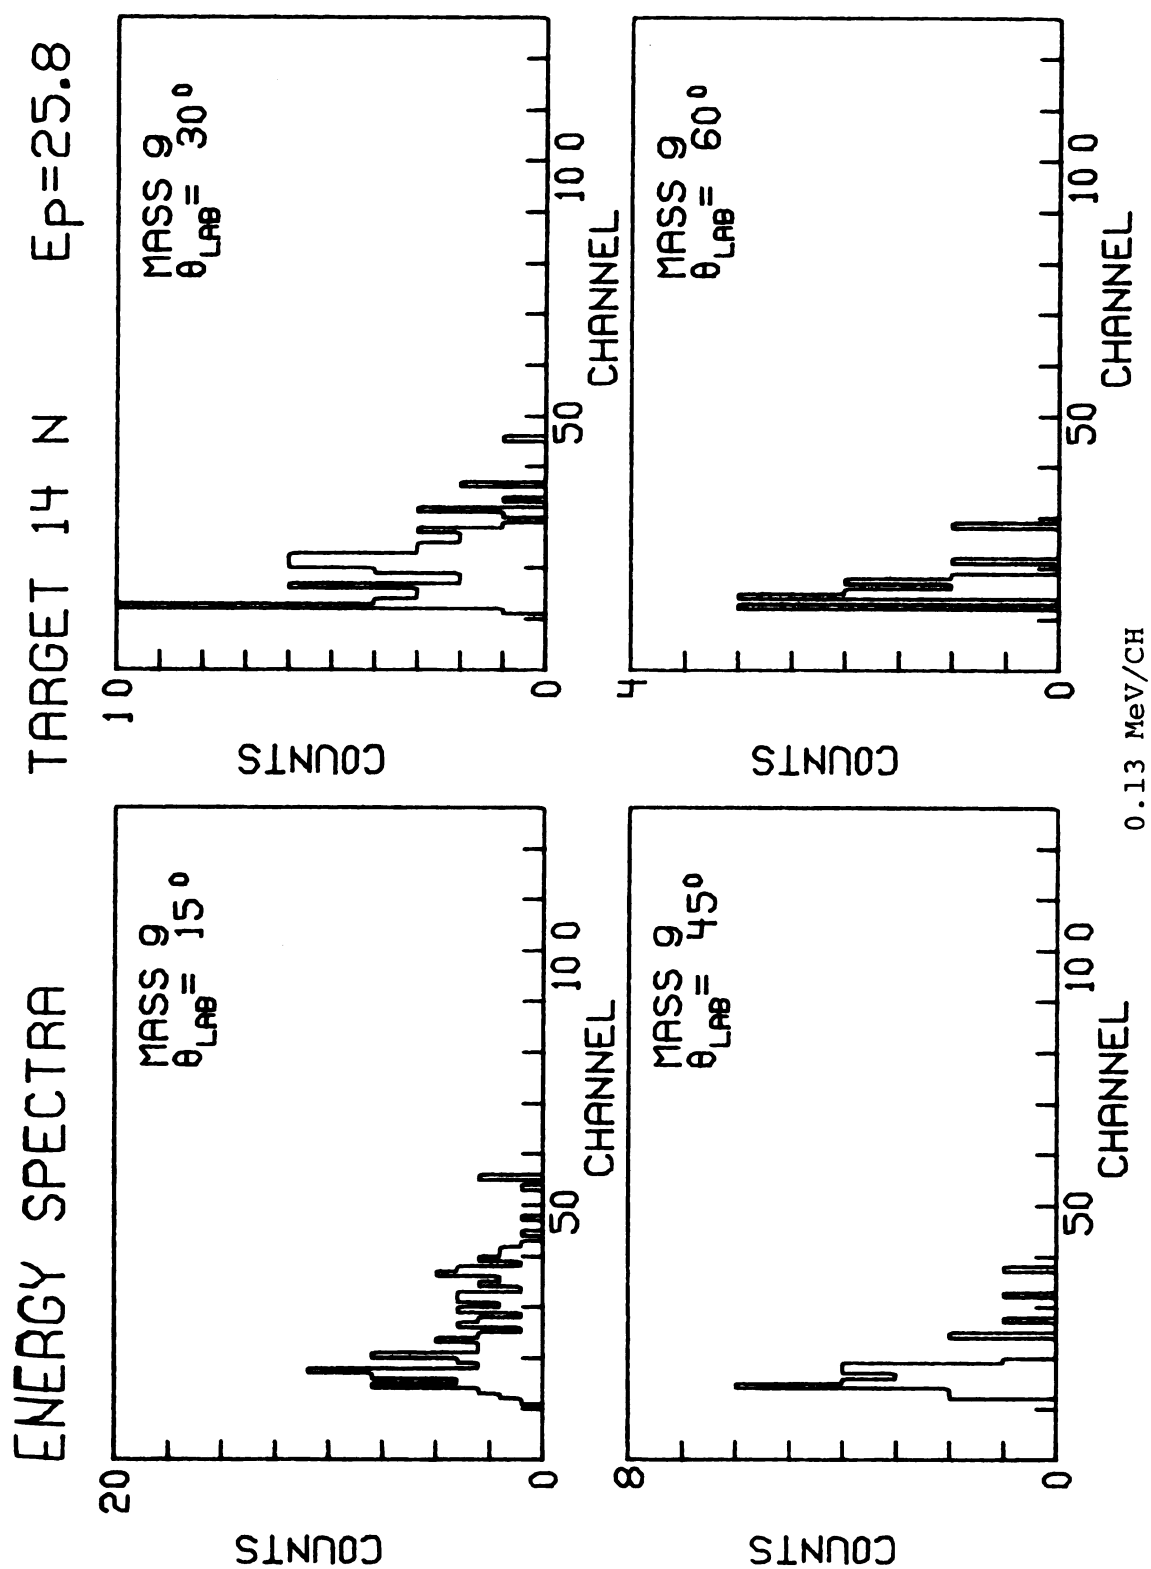 ENERGY SPECTRA TARGET 14 N Ep=25.8
20
COUNTS
0
MASS 9
θLAB= 15°
50 100
CHANNEL
10
COUNTS
0
MASS 9
θLAB= 30°
50 100
CHANNEL
8
COUNTS
0
MASS 9
θLAB= 45°
50 100
CHANNEL
4
COUNTS
0
MASS 9
θLAB= 60°
50 100
CHANNEL
0.13 MeV/CH